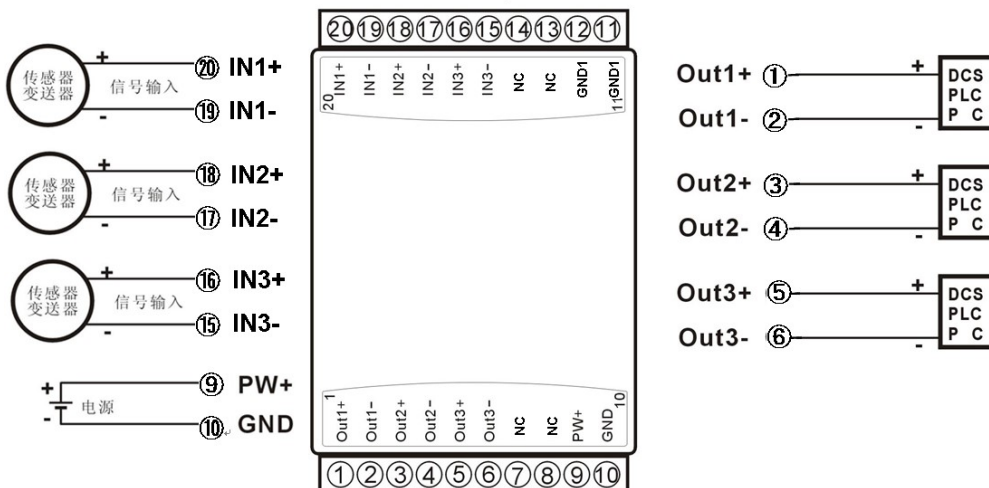 ⑳⑲⑱⑰⑯⑮⑭⑬⑫⑪
20 IN1+ IN1- IN2+ IN2- IN3+ IN3- NC NC GND1 11 GND1
传感器
变送器
+
信号输入
-
⑳ IN1+
⑲ IN1-
传感器
变送器
+
信号输入
-
⑱ IN2+
⑰ IN2-
传感器
变送器
+
信号输入
-
⑯ IN3+
⑮ IN3-
+
-
电源
⑨ PW+
⑩ GND
Out1+ ①
Out1- ②
+
-
DCS
PLC
P C
Out2+ ③
Out2- ④
+
-
DCS
PLC
P C
Out3+ ⑤
Out3- ⑥
+
-
DCS
PLC
P C
1 Out1+ Out1- Out2+ Out2- Out3+ Out3- NC NC PW+ GND 10
①②③④⑤⑥⑦⑧⑨⑩